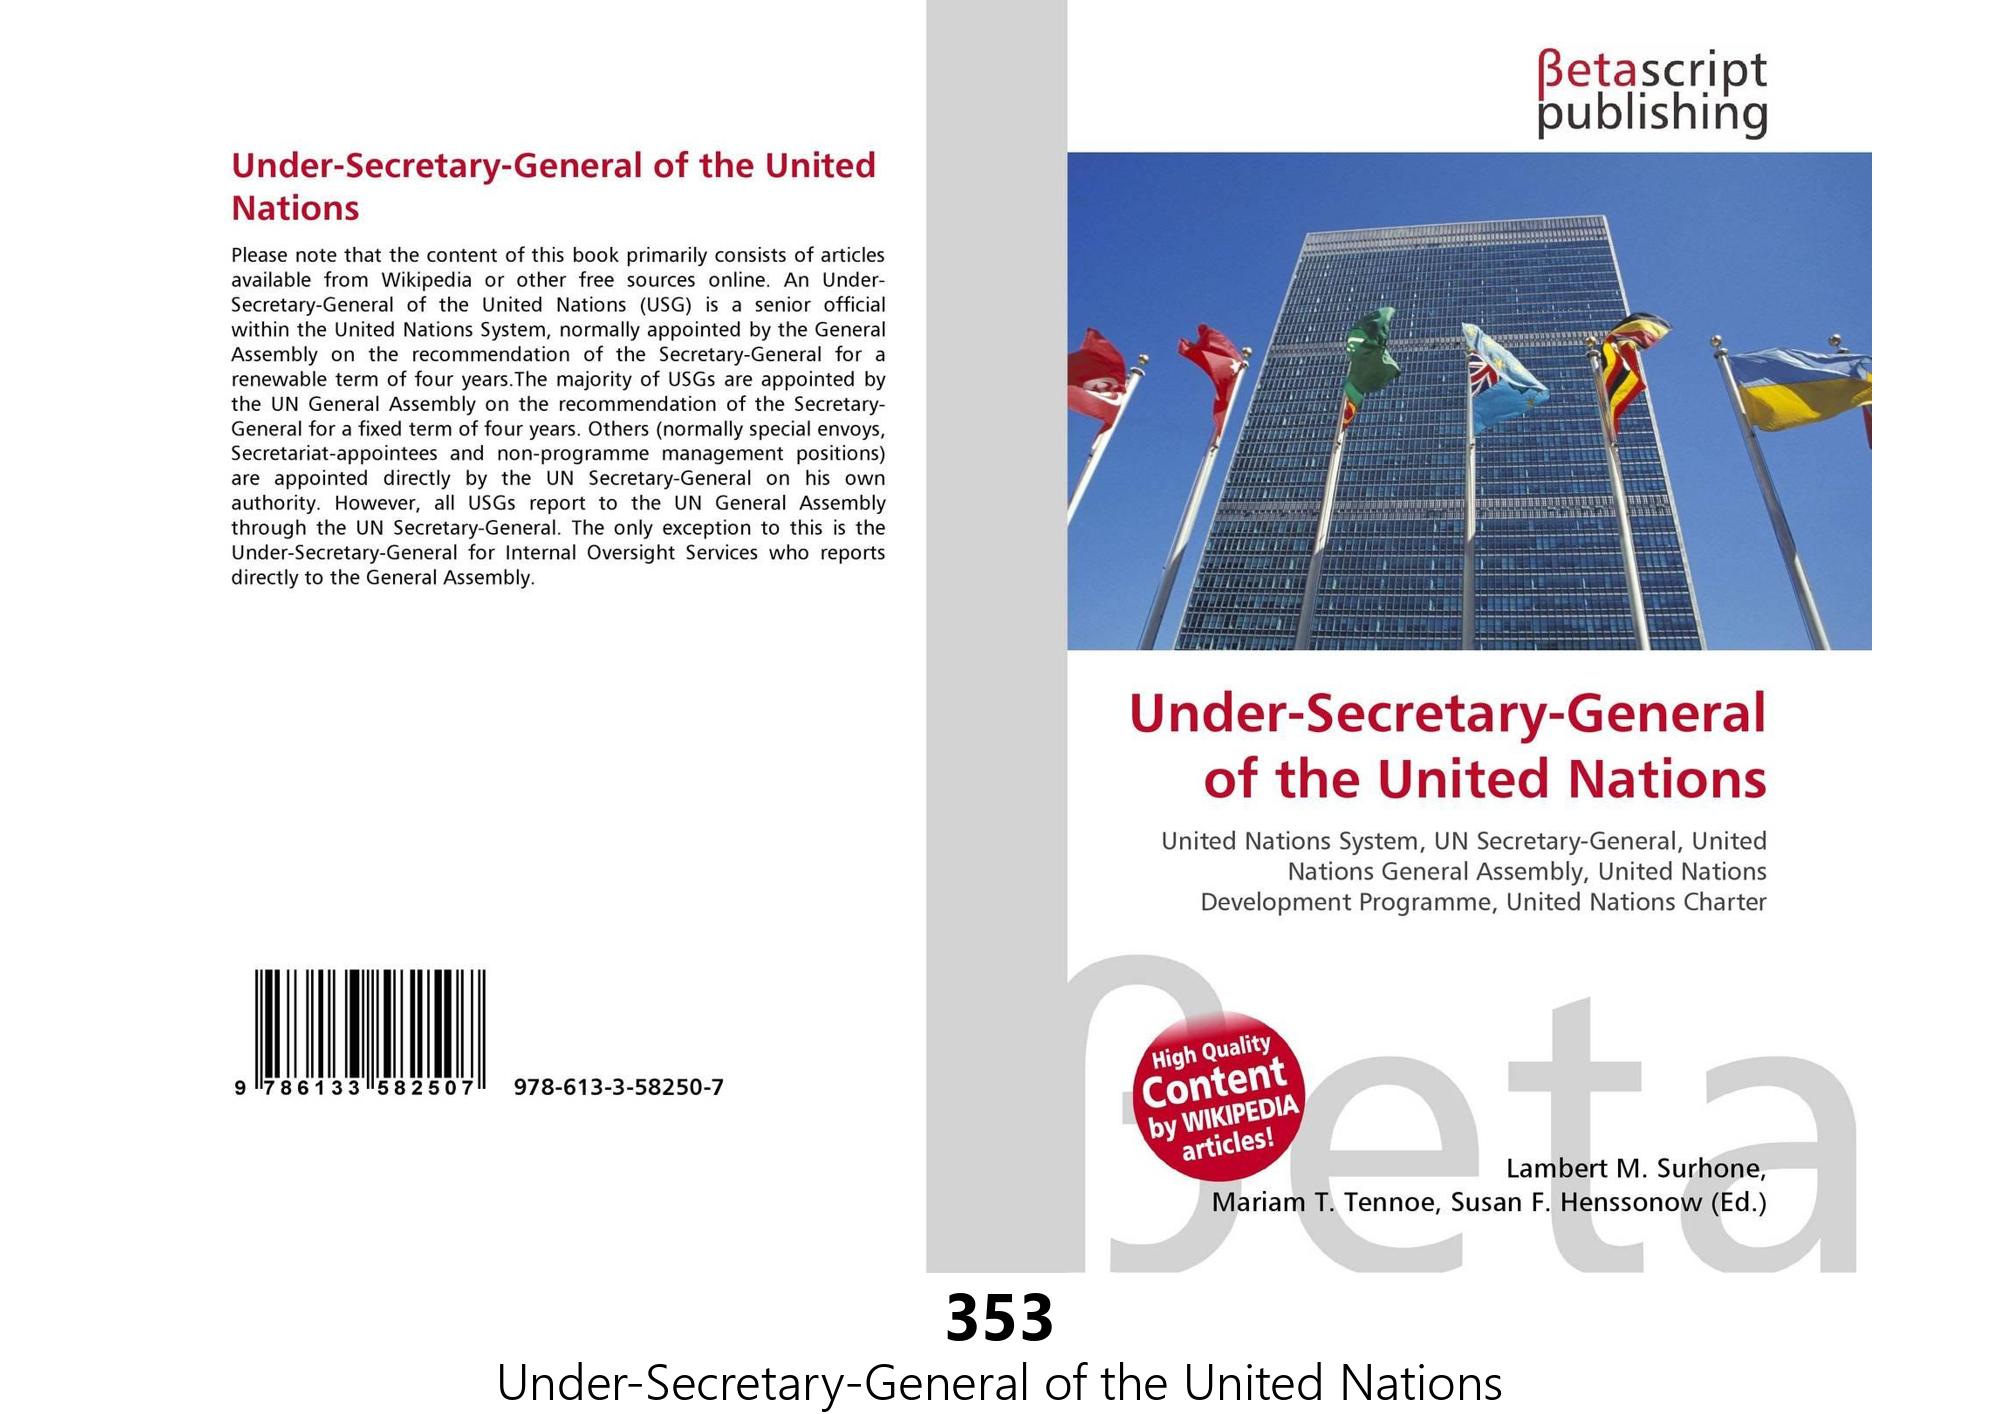 Under-Secretary-General of the United
Nations
Please note that the content of this book primarily consists of articles
available from Wikipedia or other free sources online. An Under-
Secretary-General of the United Nations (USG) is a senior official
within the United Nations System, normally appointed by the General
Assembly on the recommendation of the Secretary-General for a
renewable term of four years.The majority of USGs are appointed by
the UN General Assembly on the recommendation of the Secretary-
General for a fixed term of four years. Others (normally special envoys,
Secretariat-appointees and non-programme management positions)
are appointed directly by the UN Secretary-General on his own
authority. However, all USGs report to the UN General Assembly
through the UN Secretary-General. The only exception to this is the
Under-Secretary-General for Internal Oversight Services who reports
directly to the General Assembly.
9 786133 582507
978-613-3-58250-7
βetascript
publishing
Under-Secretary-General
of the United Nations
United Nations System, UN Secretary-General, United
Nations General Assembly, United Nations
Development Programme, United Nations Charter
βeta
High Quality
Content
by WIKIPEDIA
articles!
Lambert M. Surhone,
Mariam T. Tennoe, Susan F. Henssonow (Ed.)
353
Under-Secretary-General of the United Nations